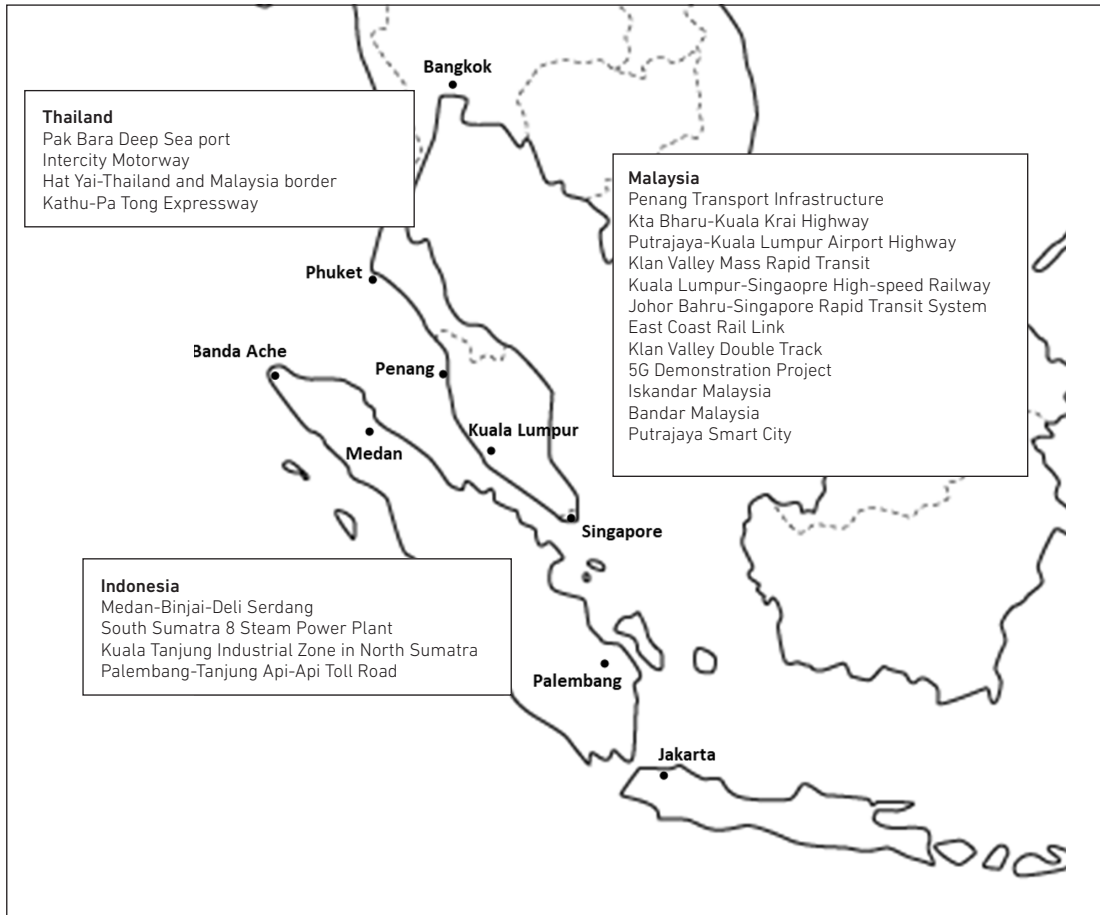 Bangkok
Thailand
Pak Bara Deep Sea port
Intercity Motorway
Hat Yai-Thailand and Malaysia border
Kathu-Pa Tong Expressway
Malaysia
Penang Transport Infrastructure
Kta Bharu-Kuala Krai Highway
Putrajaya-Kuala Lumpur Airport Highway
Klan Valley Mass Rapid Transit
Kuala Lumpur-Singaopre High-speed Railway
Johor Bahru-Singapore Rapid Transit System
East Coast Rail Link
Klan Valley Double Track
5G Demonstration Project
Iskandar Malaysia
Bandar Malaysia
Putrajaya Smart City
Phuket
Banda Ache
Penang
Kuala Lumpur
Medan
Singapore
Indonesia
Medan-Binjai-Deli Serdang
South Sumatra 8 Steam Power Plant
Kuala Tanjung Industrial Zone in North Sumatra
Palembang-Tanjung Api-Api Toll Road
Palembang
Jakarta